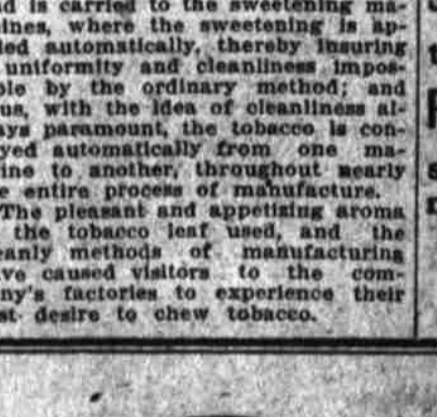 nd is carried to the sweetening ma-
ines, where the sweetening is ap-
ied automatically, thereby insuring
uniformity and cleanliness impos-
ble by the ordinary method; and
us, with the idea of cleanliness al-
ays paramount, the tobacco is con-
yed automatically from one ma-
ine to another, throughout nearly
e entire process of manufacture.
The pleasant and appetizing aroma
the tobacco leaf used, and the
eanly methods of manufacturing
ve caused visitors to the com-
ny's factories to experience their
st desire to chew tobacco.